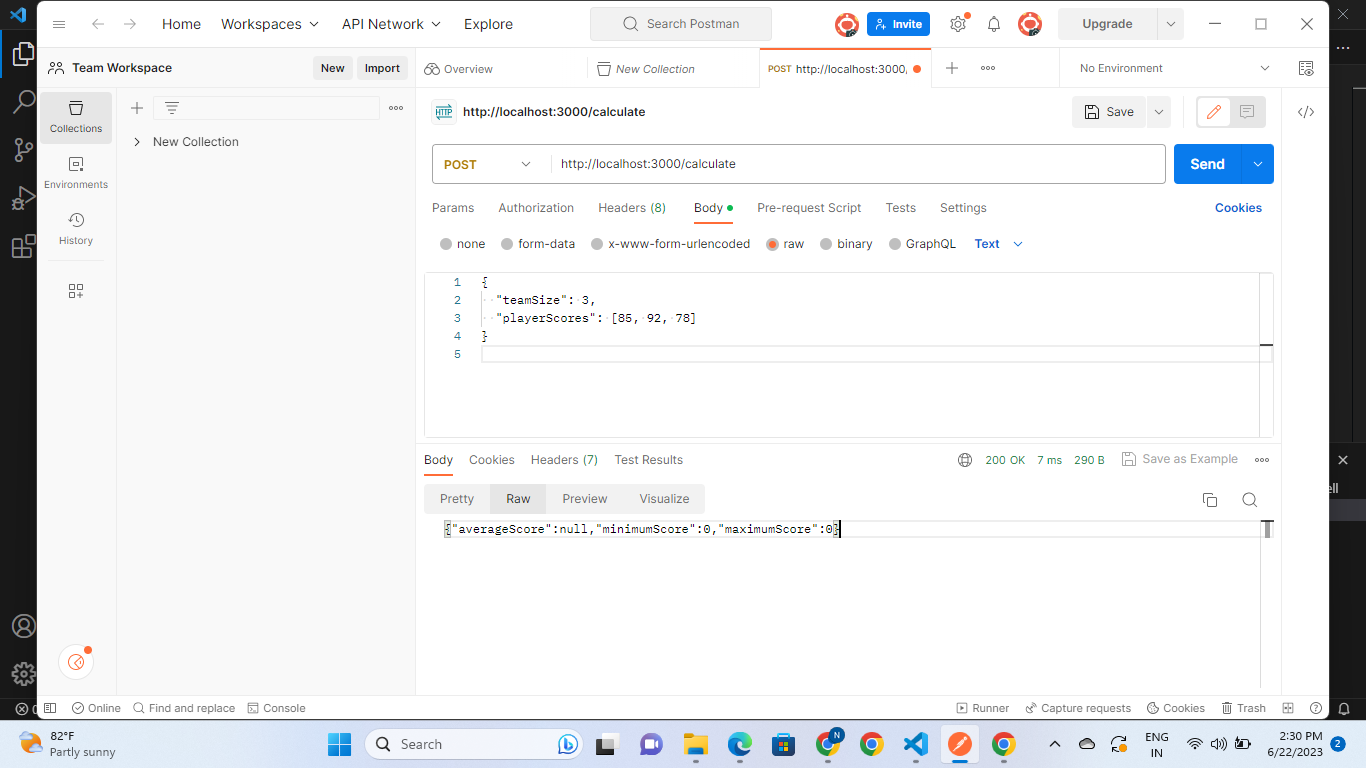 Home
Workspaces
API Network
Explore
Search Postman
Invite
Upgrade
Team Workspace
New
Import
Overview
New Collection
POST http://localhost:3000,
No Environment
Collections
Environments
History
New Collection
HTTP
http://localhost:3000/calculate
Save
POST
http://localhost:3000/calculate
Send
Params
Authorization
Headers (8)
Body
Pre-request Script
Tests
Settings
Cookies
none
form-data
x-www-form-urlencoded
raw
binary
GraphQL
Text
1 {
2 "teamSize": 3,
3 "playerScores": [85, 92, 78]
4 }
5
Body
Cookies
Headers (7)
Test Results
200 OK
7 ms
290 B
Save as Example
Pretty
Raw
Preview
Visualize
{"averageScore":null,"minimumScore":0,"maximumScore":0}
ell
Online
Find and replace
Console
Runner
Capture requests
Cookies
Trash
82°F
Partly sunny
Search
N
ENG
IN
2:30 PM
6/22/2023
2